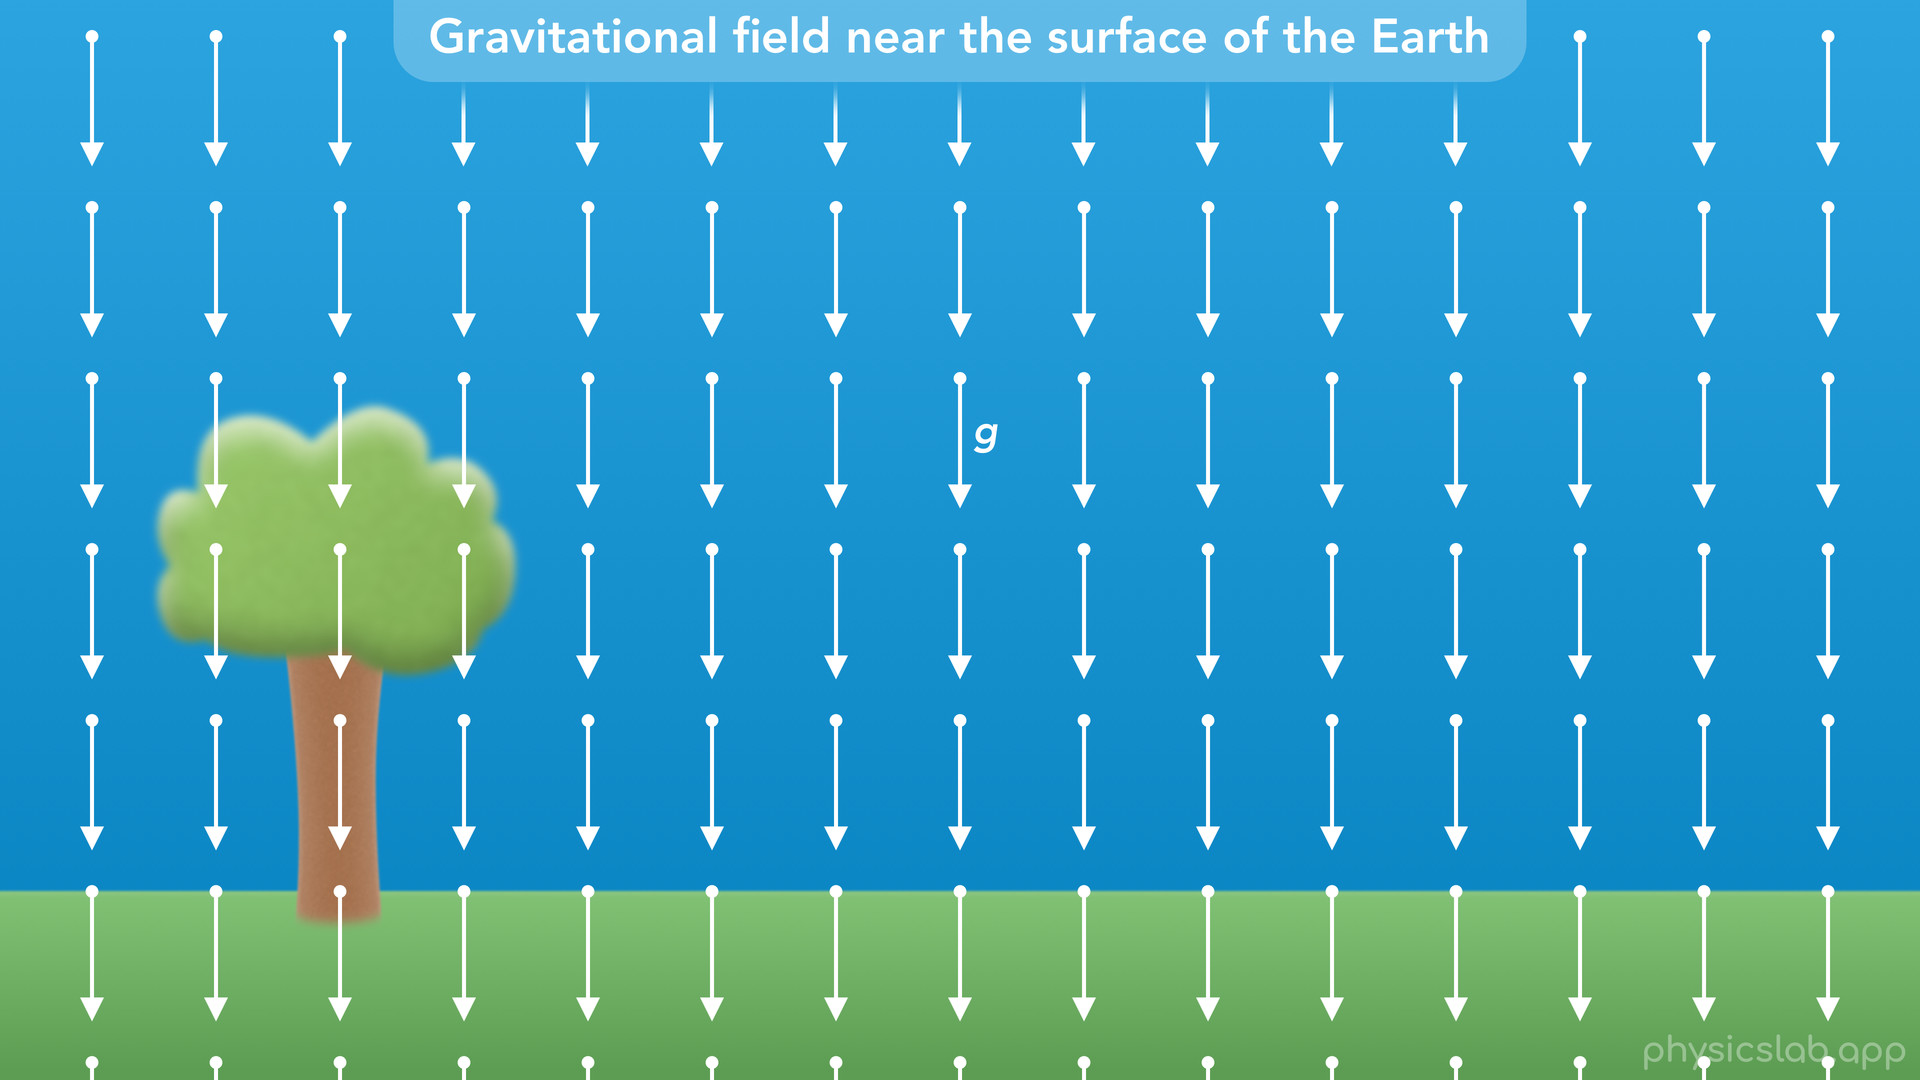 Gravitational field near the surface of the Earth
g
physicslab.app